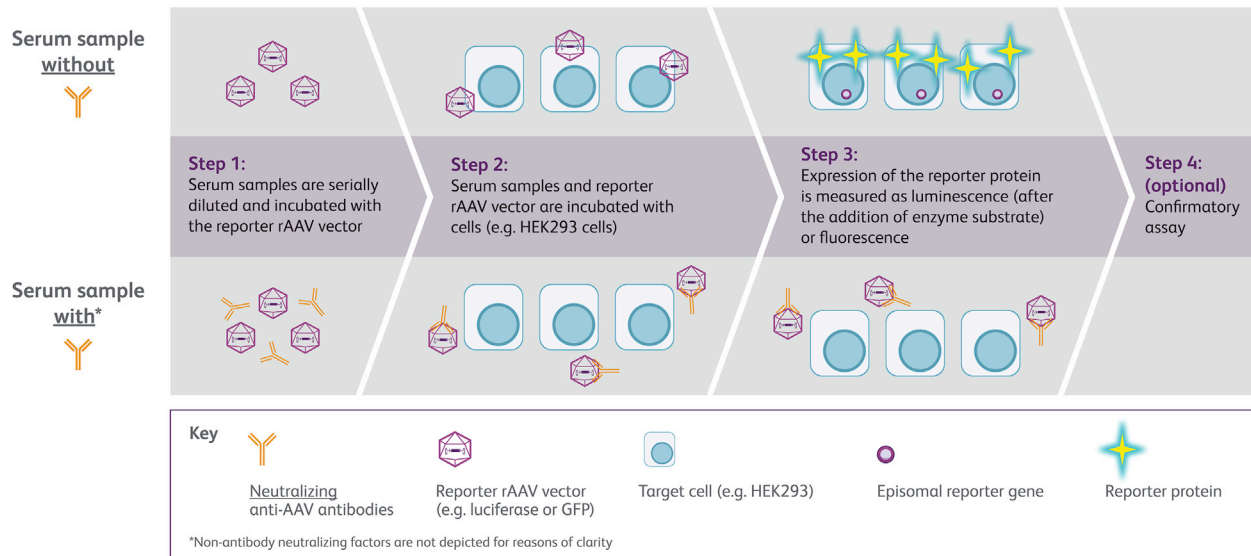 Serum sample
without
Step 1:
Serum samples are serially
diluted and incubated with
the reporter rAAV vector
Step 2:
Serum samples and reporter
rAAV vector are incubated with
cells (e.g. HEK293 cells)
Step 3:
Expression of the reporter protein
is measured as luminescence (after
the addition of enzyme substrate)
or fluorescence
Step 4:
(optional)
Confirmatory
assay
Serum sample
with*
Key
Neutralizing
anti-AAV antibodies
Reporter rAAV vector
(e.g. luciferase or GFP)
Target cell (e.g. HEK293)
Episomal reporter gene
Reporter protein
*Non-antibody neutralizing factors are not depicted for reasons of clarity